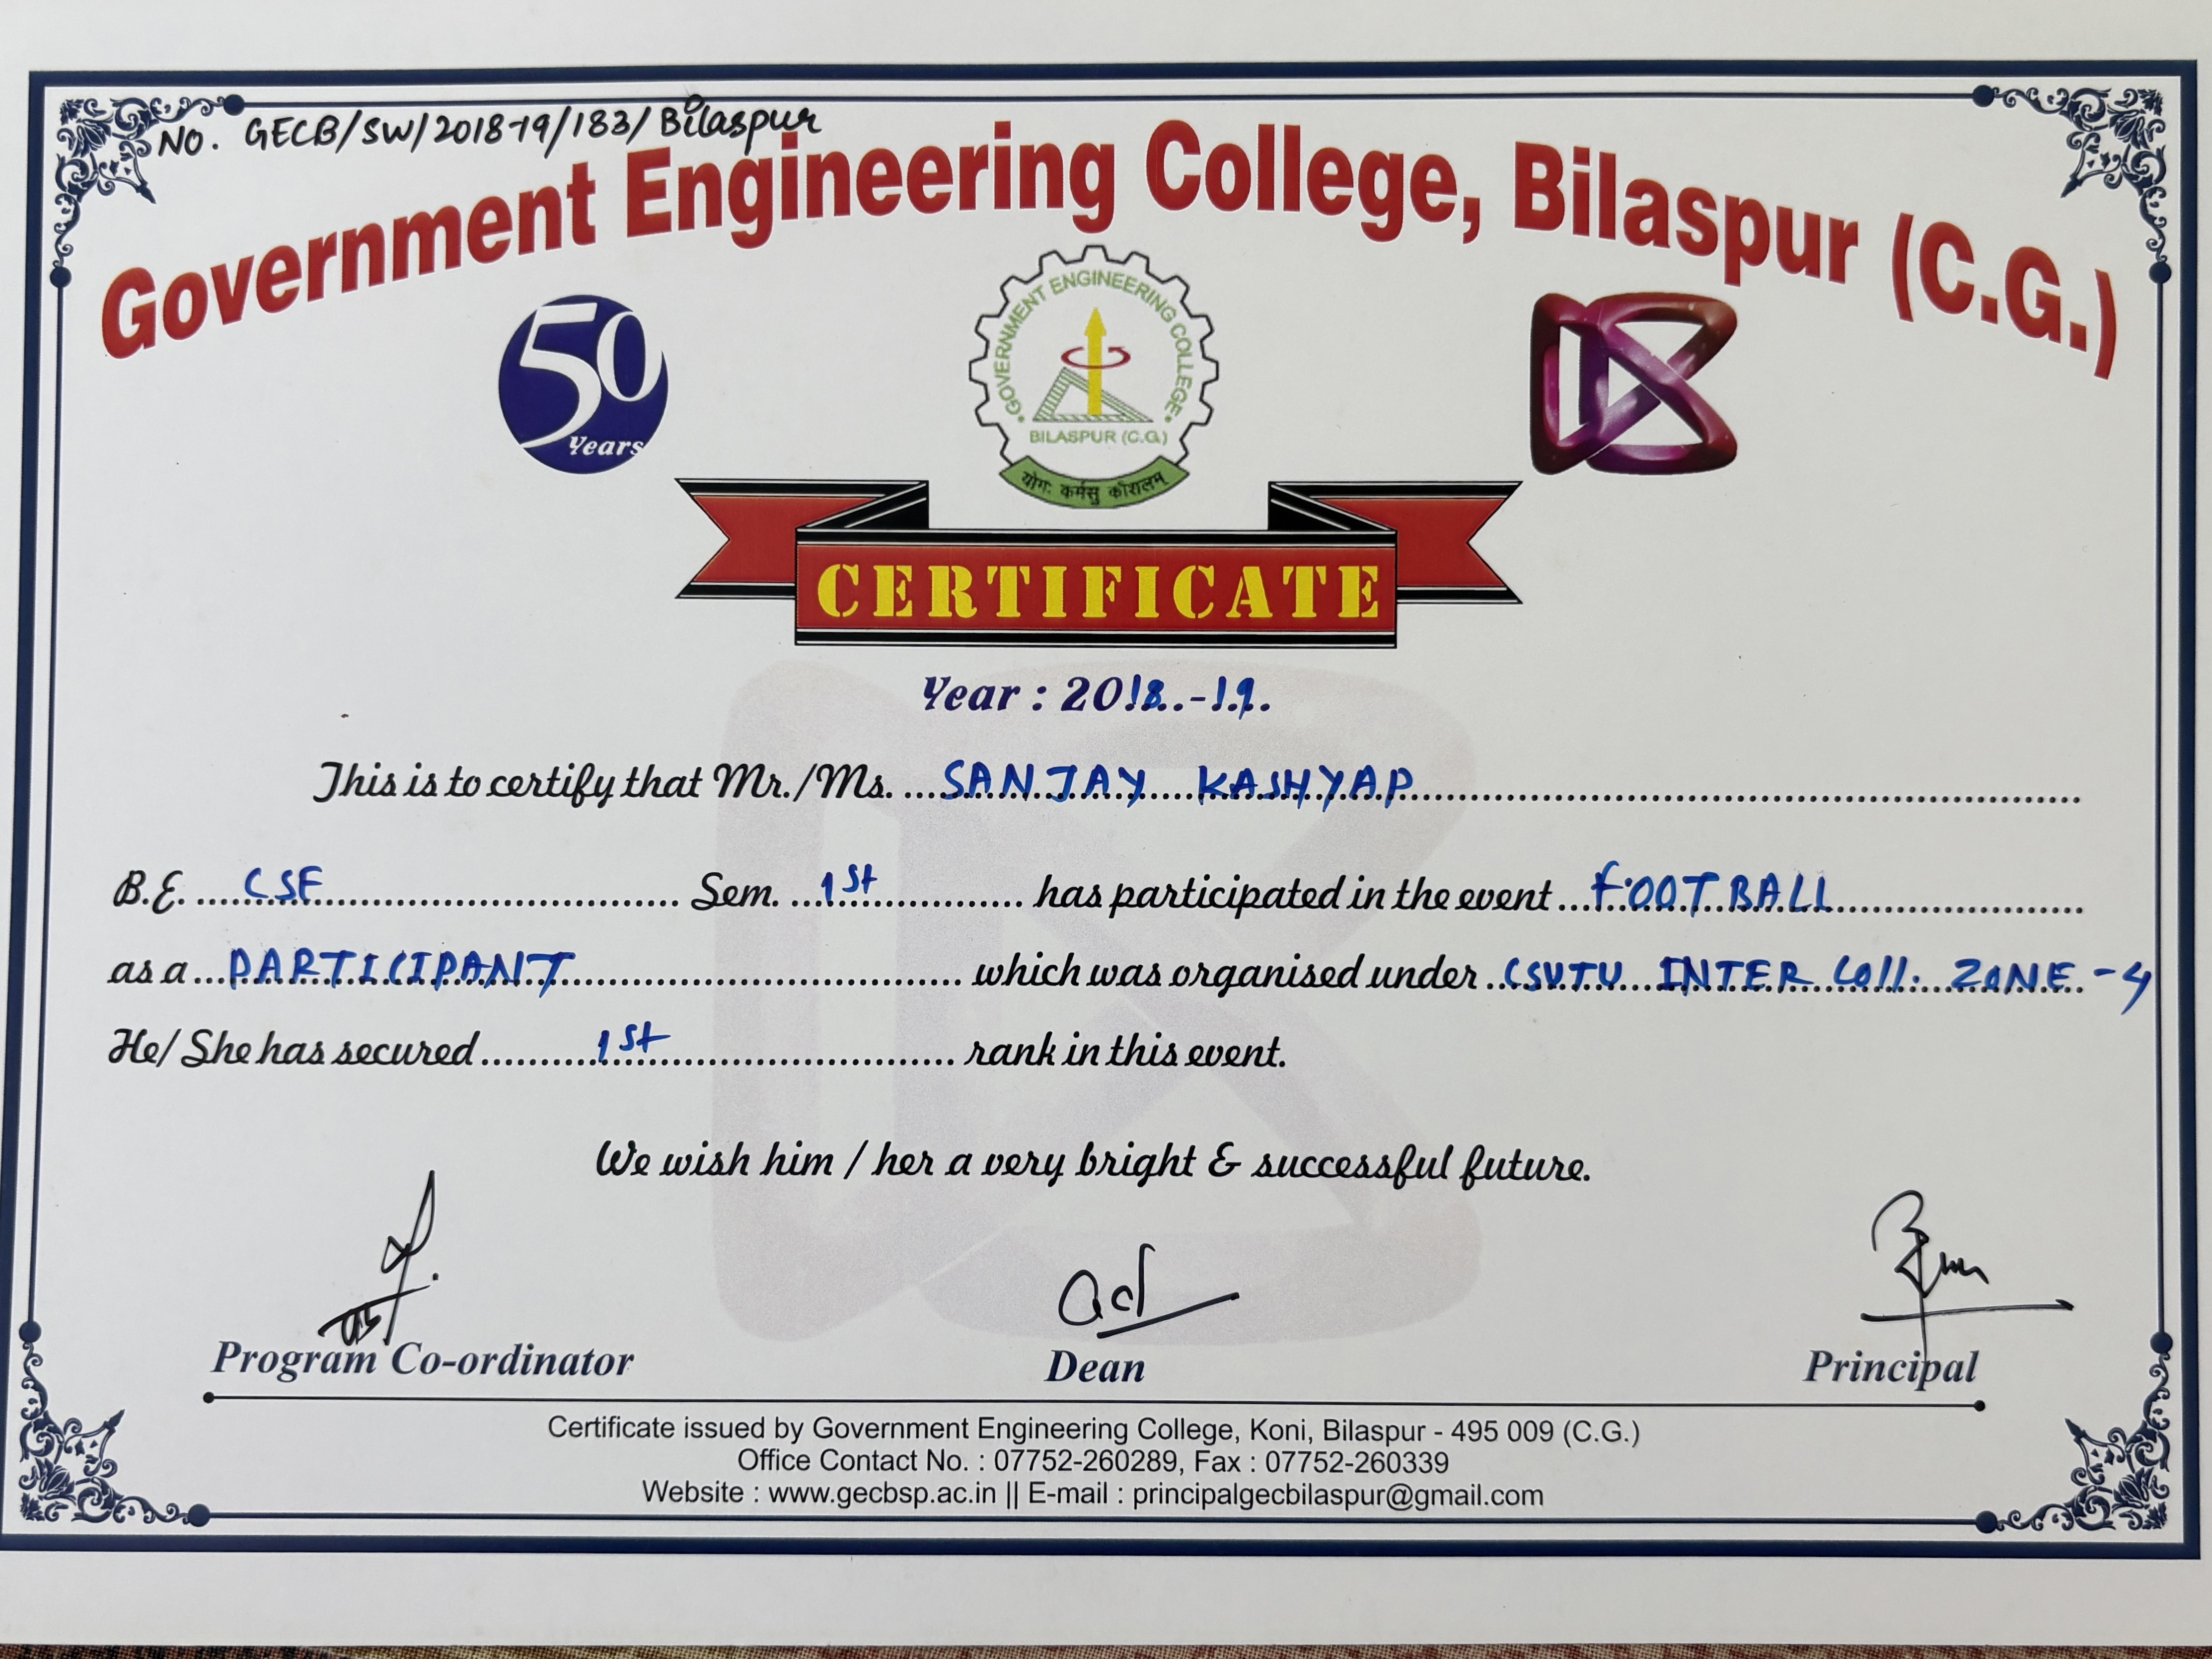 NO. GECB/SW/2018-19/183/Bilaspur
Government Engineering College, Bilaspur (C.G.)
50
Years
GOVERNMENT ENGINEERING COLLEGE
BILASPUR (C.G.)
योगः कर्मसु कौशलम्
CERTIFICATE
Year : 2018-19
This is to certify that Mr./Ms. SANJAY KASHYAP
B.E. CSE Sem. 1st has participated in the event FOOTBALL
as a PARTICIPANT which was organised under CSVTU INTER Coll. ZONE-4
He/ She has secured 1st rank in this event.
We wish him / her a very bright & successful future.
Program Co-ordinator Dean Principal
Certificate issued by Government Engineering College, Koni, Bilaspur - 495 009 (C.G.)
Office Contact No. : 07752-260289, Fax : 07752-260339
Website : www.gecbsp.ac.in || E-mail : principalgecbilaspur@gmail.com